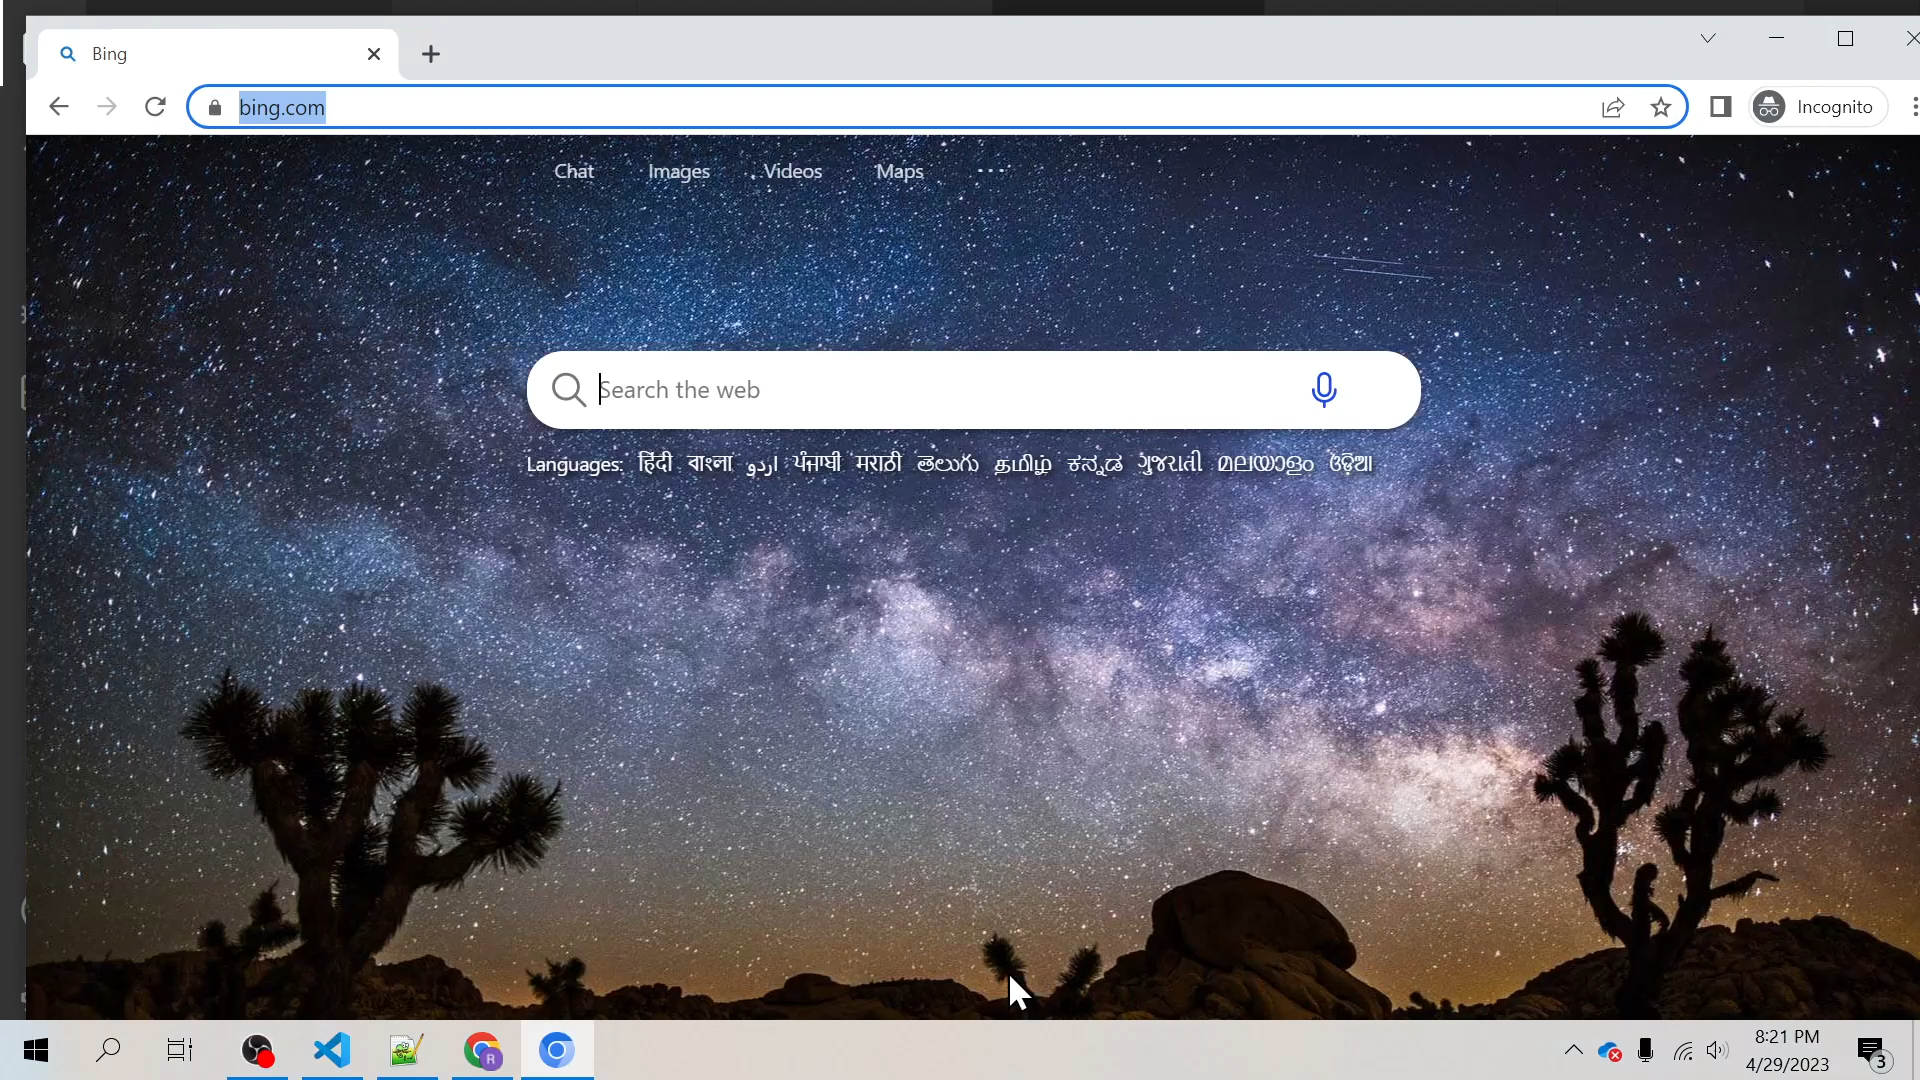 Bing
bing.com
Incognito
Chat Images Videos Maps
Search the web
Languages: हिंदी বাংলা اردو ਪੰਜਾਬੀ मराठी తెలుగు தமிழ் ಕನ್ನಡ ગુજરાતી മലയാളം ଓଡ଼ିଆ
R
8:21 PM
4/29/2023
3